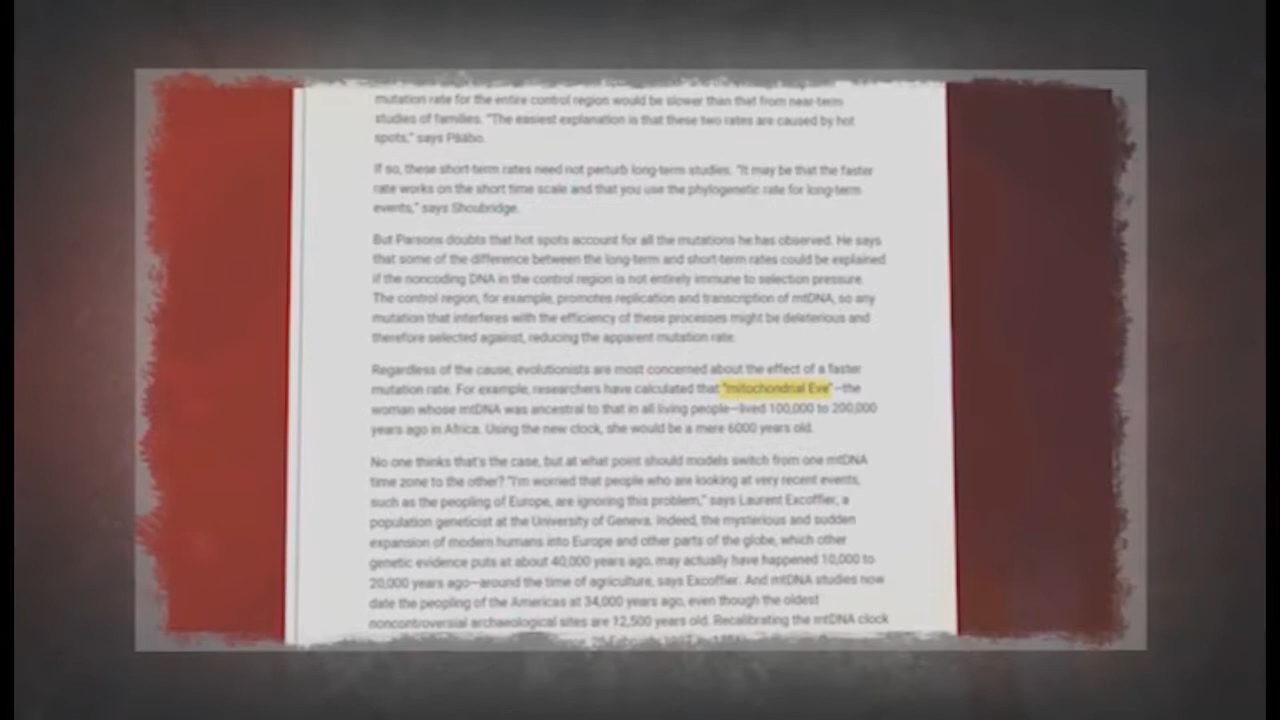 mutation rate for the entire control region would be slower than that from near-term
studies of families. "The easiest explanation is that these two rates are caused by hot
spots," says Pääbo.
If so, these short-term rates need not perturb long-term studies. "It may be that the faster
rate works on the short time scale and that you use the phylogenetic rate for long-term
events," says Shoubridge.
But Parsons doubts that hot spots account for all the mutations he has observed. He says
that some of the difference between the long-term and short-term rates could be explained
if the noncoding DNA in the control region is not entirely immune to selection pressure.
The control region, for example, promotes replication and transcription of mtDNA, so any
mutation that interferes with the efficiency of these processes might be deleterious and
therefore selected against, reducing the apparent mutation rate.
Regardless of the cause, evolutionists are most concerned about the effect of a faster
mutation rate. For example, researchers have calculated that "mitochondrial Eve"—the
woman whose mtDNA was ancestral to that in all living people—lived 100,000 to 200,000
years ago in Africa. Using the new clock, she would be a mere 6000 years old.
No one thinks that's the case, but at what point should models switch from one mtDNA
time zone to the other? "I'm worried that people who are looking at very recent events,
such as the peopling of Europe, are ignoring this problem," says Laurent Excoffier, a
population geneticist at the University of Geneva. Indeed, the mysterious and sudden
expansion of modern humans into Europe and other parts of the globe, which other
genetic evidence puts at about 40,000 years ago, may actually have happened 10,000 to
20,000 years ago—around the time of agriculture, says Excoffier. And mtDNA studies now
date the peopling of the Americas at 34,000 years ago, even though the oldest
noncontroversial archaeological sites are 12,500 years old. Recalibrating the mtDNA clock